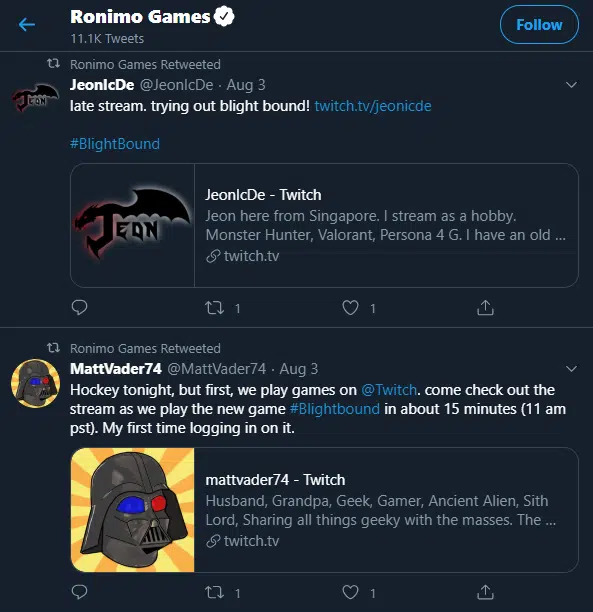 Ronimo Games
11.1K Tweets
Follow
Ronimo Games Retweeted
JeonIcDe @JeonIcDe · Aug 3
late stream. trying out blight bound! twitch.tv/jeonicde
#BlightBound
JEON
JEON
JeonIcDe - Twitch
Jeon here from Singapore. I stream as a hobby.
Monster Hunter, Valorant, Persona 4 G. I have an old ...
twitch.tv
1
1
Ronimo Games Retweeted
MattVader74 @MattVader74 · Aug 3
Hockey tonight, but first, we play games on @Twitch. come check out the
stream as we play the new game #Blightbound in about 15 minutes (11 am
pst). My first time logging in on it.
mattvader74 - Twitch
Husband, Grandpa, Geek, Gamer, Ancient Alien, Sith
Lord, Sharing all things geeky with the masses. The ...
twitch.tv
1
1